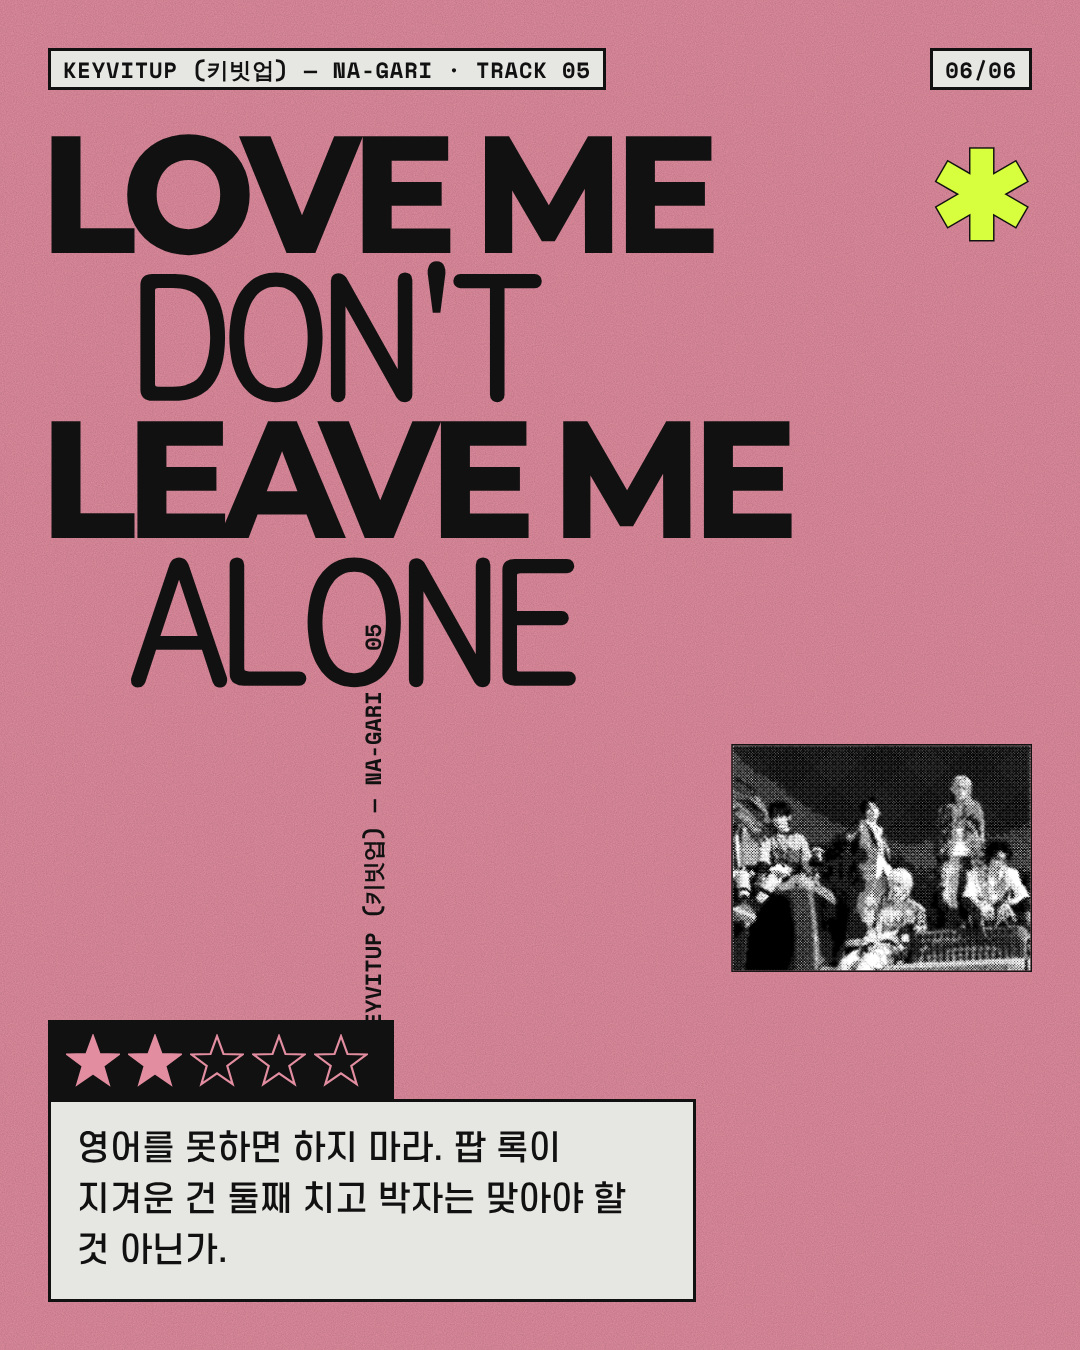 KEYVITUP (키빗업) — NA-GARI · TRACK 05
06/06
LOVE ME
DON'T
LEAVE ME
ALONE
EYVITUP (키빗업) — NA-GARI 05
영어를 못하면 하지 마라. 팝 록이
지겨운 건 둘째 치고 박자는 맞아야 할
것 아닌가.